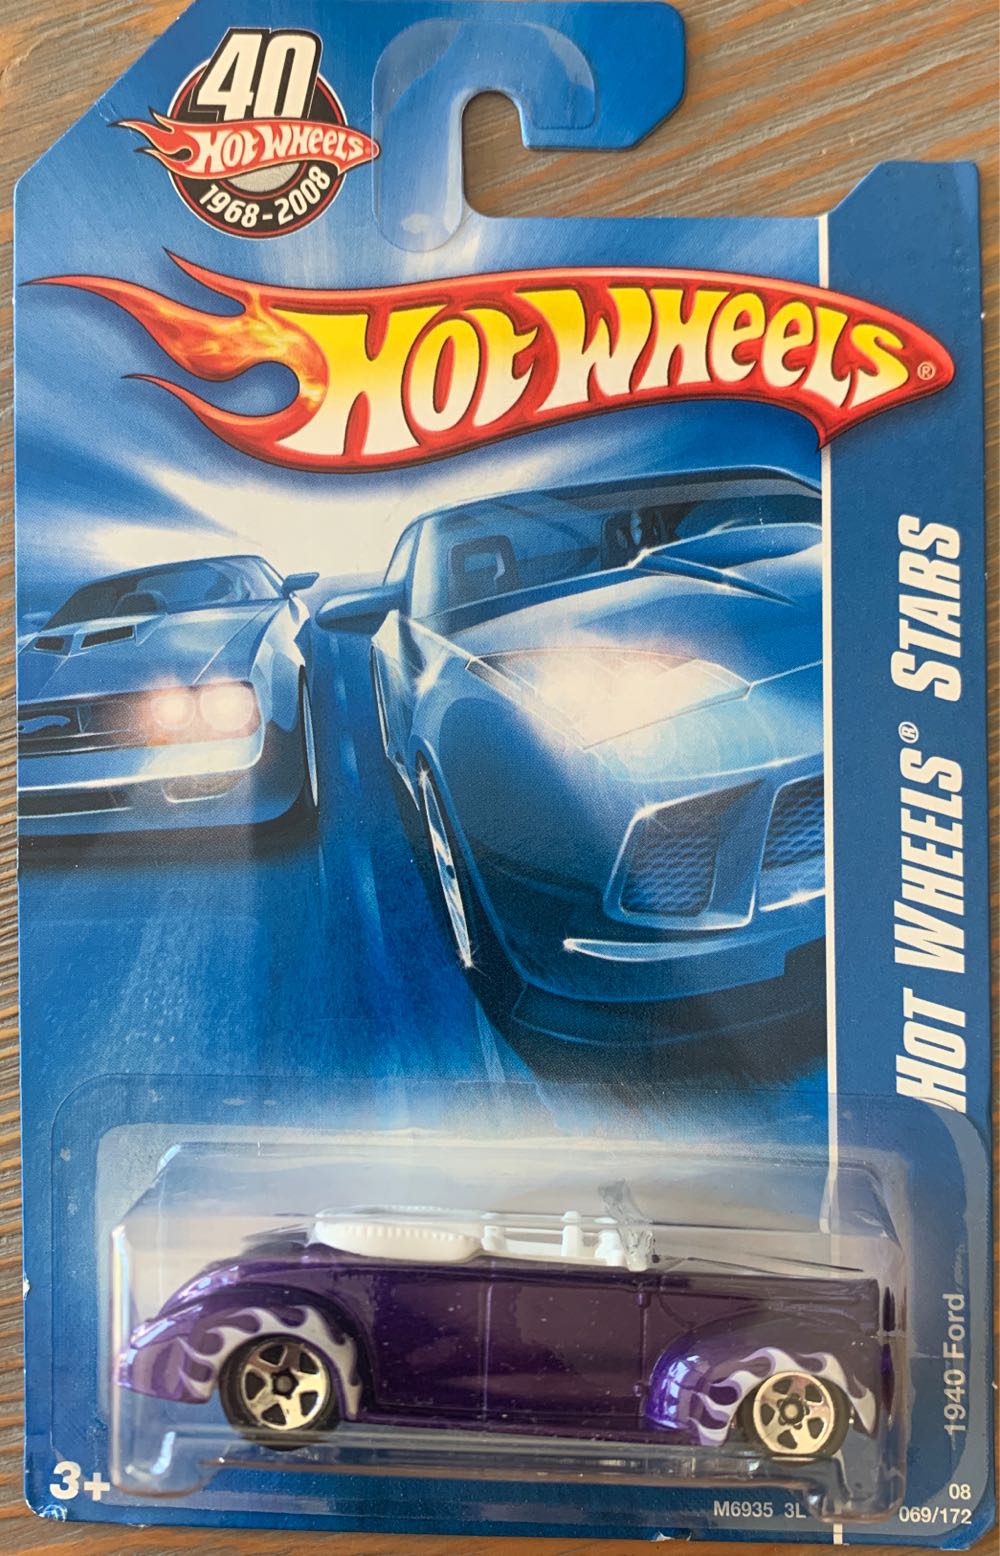 40
HOT WHEELS
1968-2008
HOT WHEELS®
HOT WHEELS® STARS
1940 Ford
3+
M6935 3L
08
069/172